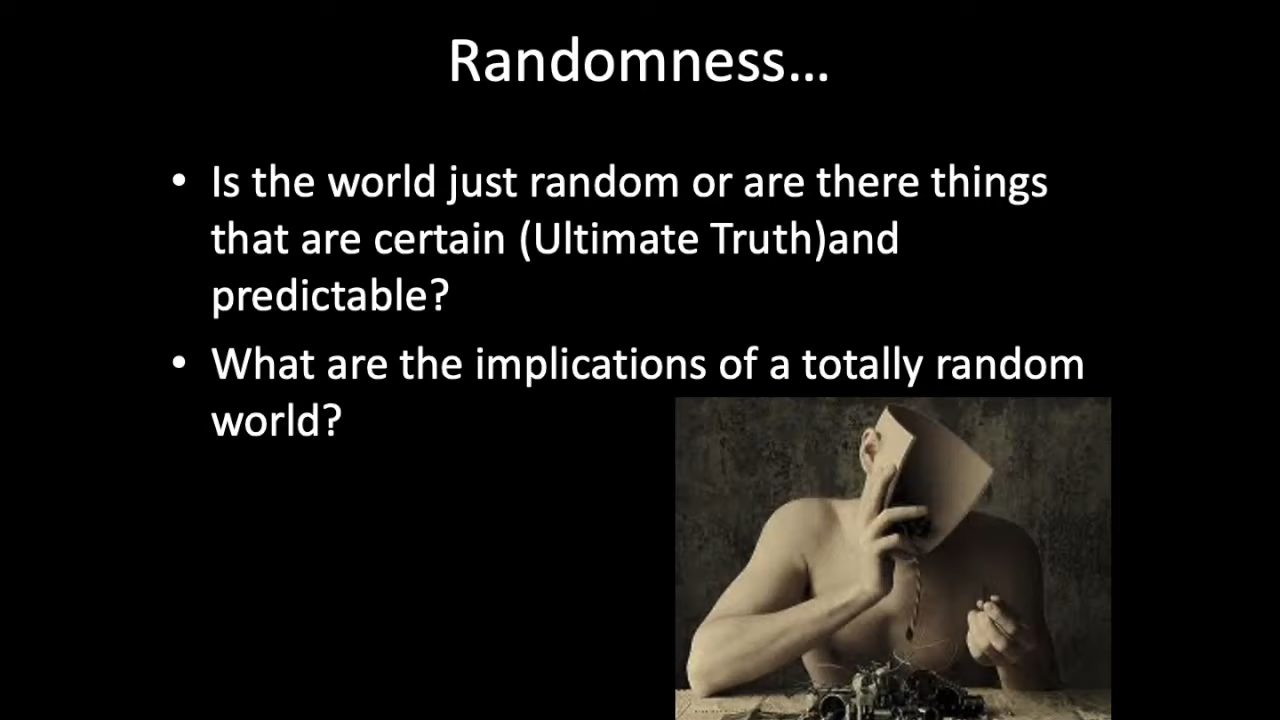 Randomness...
• Is the world just random or are there things
that are certain (Ultimate Truth)and
predictable?
• What are the implications of a totally random
world?